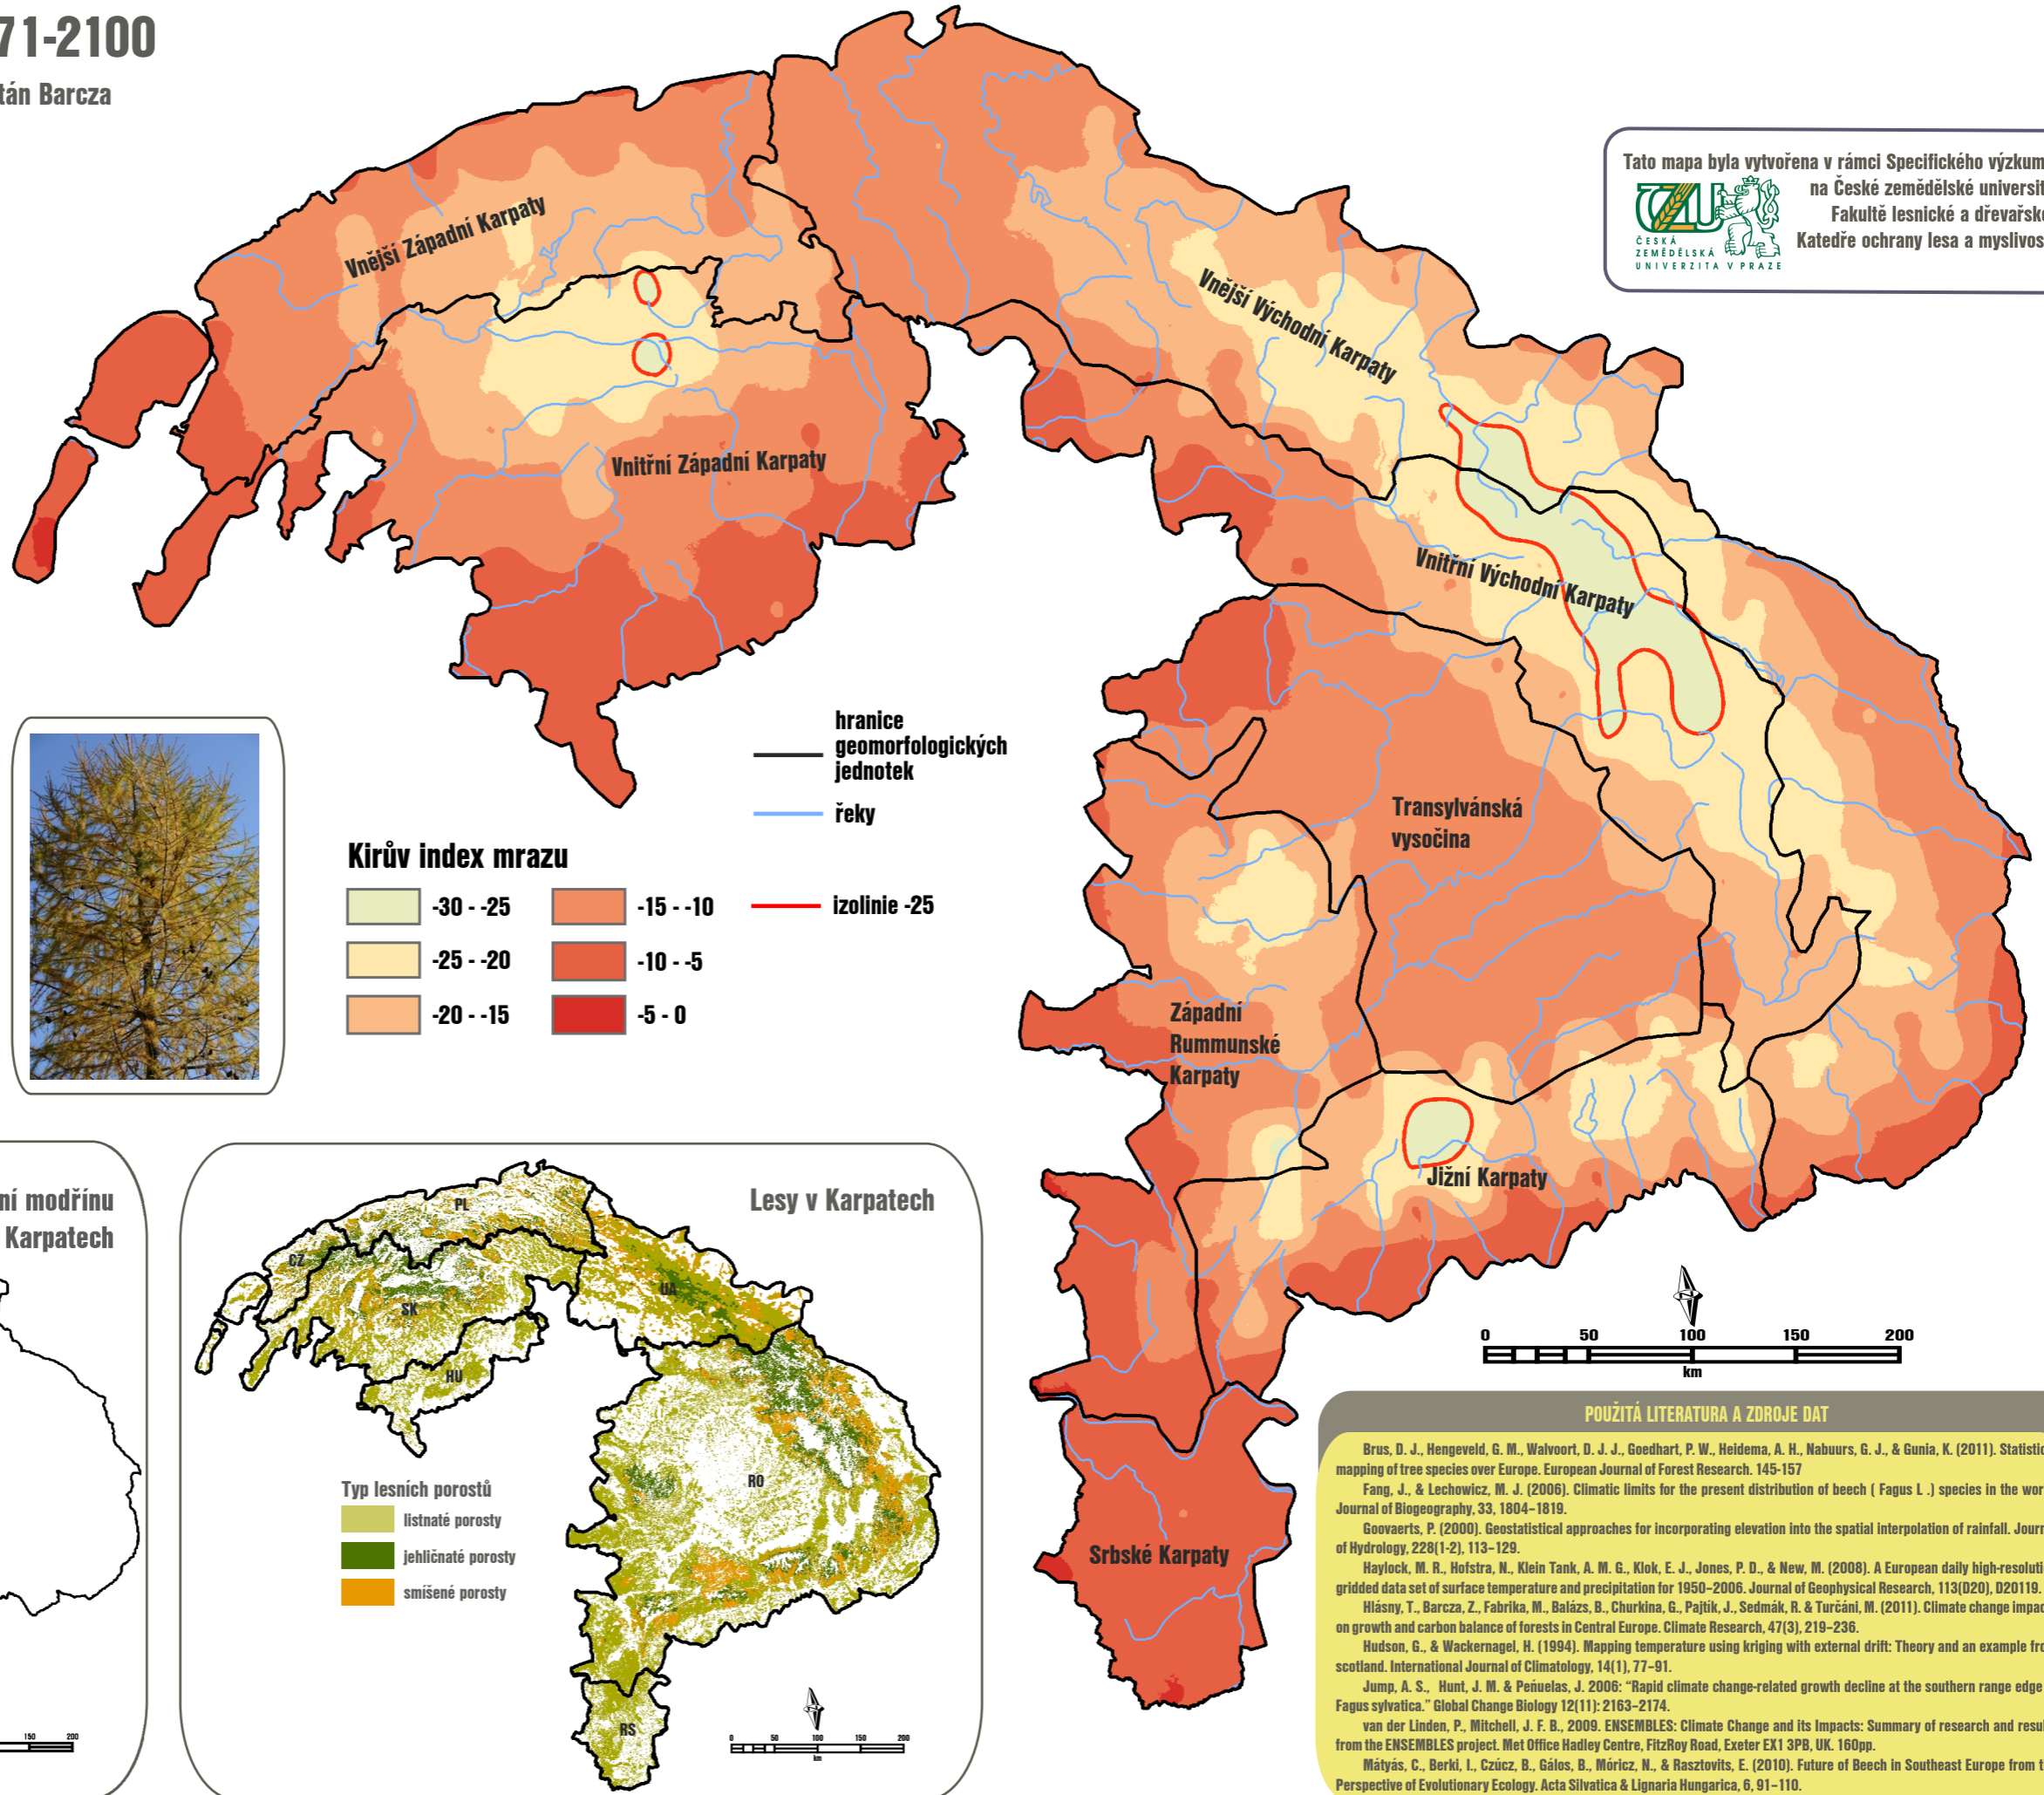 71-2100
tán Barcza
Tato mapa byla vytvořena v rámci Specifického výzkum
na České zemědělské universit
Fakultě lesnické a dřevařské
Katedře ochrany lesa a myslivos
ČZU
ČESKÁ
ZEMĚDĚLSKÁ
UNIVERZITA V PRAZE
Vnější Západní Karpaty
Vnější Východní Karpaty
Vnitřní Západní Karpaty
Vnitřní Východní Karpaty
Transylvánská
vysočina
Západní
Rummunské
Karpaty
Jižní Karpaty
Srbské Karpaty
hranice
geomorfologických
jednotek
řeky
izolinie -25
Kirův index mrazu
-30 - -25
-25 - -20
-20 - -15
-15 - -10
-10 - -5
-5 - 0
0 50 100 150 200
km
ní modřínu
Karpatech
150 200
Lesy v Karpatech
PL
CZ
SK
UA
HU
RO
RS
Typ lesních porostů
listnaté porosty
jehličnaté porosty
smíšené porosty
0 50 100 150 200
km
POUŽITÁ LITERATURA A ZDROJE DAT
Brus, D. J., Hengeveld, G. M., Walvoort, D. J. J., Goedhart, P. W., Heidema, A. H., Nabuurs, G. J., & Gunia, K. (2011). Statistic
mapping of tree species over Europe. European Journal of Forest Research. 145-157
Fang, J., & Lechowicz, M. J. (2006). Climatic limits for the present distribution of beech ( Fagus L .) species in the wor
Journal of Biogeography, 33, 1804–1819.
Goovaerts, P. (2000). Geostatistical approaches for incorporating elevation into the spatial interpolation of rainfall. Journ
of Hydrology, 228(1-2), 113–129.
Haylock, M. R., Hofstra, N., Klein Tank, A. M. G., Klok, E. J., Jones, P. D., & New, M. (2008). A European daily high-resoluti
gridded data set of surface temperature and precipitation for 1950–2006. Journal of Geophysical Research, 113(D20), D20119.
Hlásny, T., Barcza, Z., Fabrika, M., Balázs, B., Churkina, G., Pajtík, J., Sedmák, R. & Turčáni, M. (2011). Climate change impac
on growth and carbon balance of forests in Central Europe. Climate Research, 47(3), 219–236.
Hudson, G., & Wackernagel, H. (1994). Mapping temperature using kriging with external drift: Theory and an example fro
scotland. International Journal of Climatology, 14(1), 77–91.
Jump, A. S., Hunt, J. M. & Peñuelas, J. 2006: “Rapid climate change-related growth decline at the southern range edge
Fagus sylvatica.” Global Change Biology 12(11): 2163–2174.
van der Linden, P., Mitchell, J. F. B., 2009. ENSEMBLES: Climate Change and its Impacts: Summary of research and resul
from the ENSEMBLES project. Met Office Hadley Centre, FitzRoy Road, Exeter EX1 3PB, UK. 160pp.
Mátyás, C., Berki, I., Czúcz, B., Gálos, B., Móricz, N., & Rasztovits, E. (2010). Future of Beech in Southeast Europe from t
Perspective of Evolutionary Ecology. Acta Silvatica & Lignaria Hungarica, 6, 91–110.